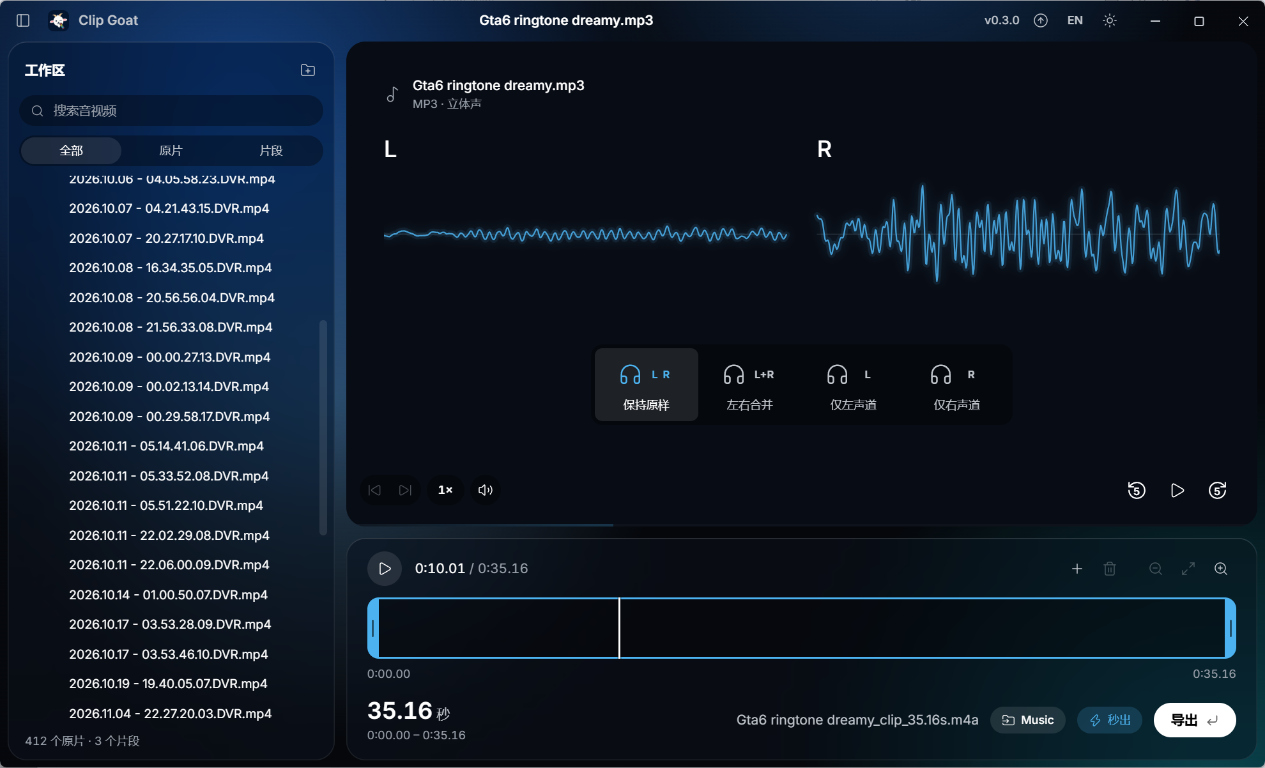 Clip Goat
Gta6 ringtone dreamy.mp3
v0.3.0
EN
工作区
搜索音视频
全部 原片 片段
2026.10.06 - 04.05.58.23.DVR.mp4
2026.10.07 - 04.21.43.15.DVR.mp4
2026.10.07 - 20.27.17.10.DVR.mp4
2026.10.08 - 16.34.35.05.DVR.mp4
2026.10.08 - 20.56.56.04.DVR.mp4
2026.10.08 - 21.56.33.08.DVR.mp4
2026.10.09 - 00.00.27.13.DVR.mp4
2026.10.09 - 00.02.13.14.DVR.mp4
2026.10.09 - 00.29.58.17.DVR.mp4
2026.10.11 - 05.14.41.06.DVR.mp4
2026.10.11 - 05.33.52.08.DVR.mp4
2026.10.11 - 05.51.22.10.DVR.mp4
2026.10.11 - 22.02.29.08.DVR.mp4
2026.10.11 - 22.06.00.09.DVR.mp4
2026.10.14 - 01.00.50.07.DVR.mp4
2026.10.17 - 03.53.28.09.DVR.mp4
2026.10.17 - 03.53.46.10.DVR.mp4
2026.10.19 - 19.40.05.07.DVR.mp4
2026.11.04 - 22.27.20.03.DVR.mp4
412 个原片 · 3 个片段
Gta6 ringtone dreamy.mp3
MP3 · 立体声
L
R
L R
保持原样
L+R
左右合并
L
仅左声道
R
仅右声道
1×
5
5
0:10.01 / 0:35.16
0:00.00
0:35.16
35.16 秒
0:00.00 – 0:35.16
Gta6 ringtone dreamy_clip_35.16s.m4a
Music
秒出
导出